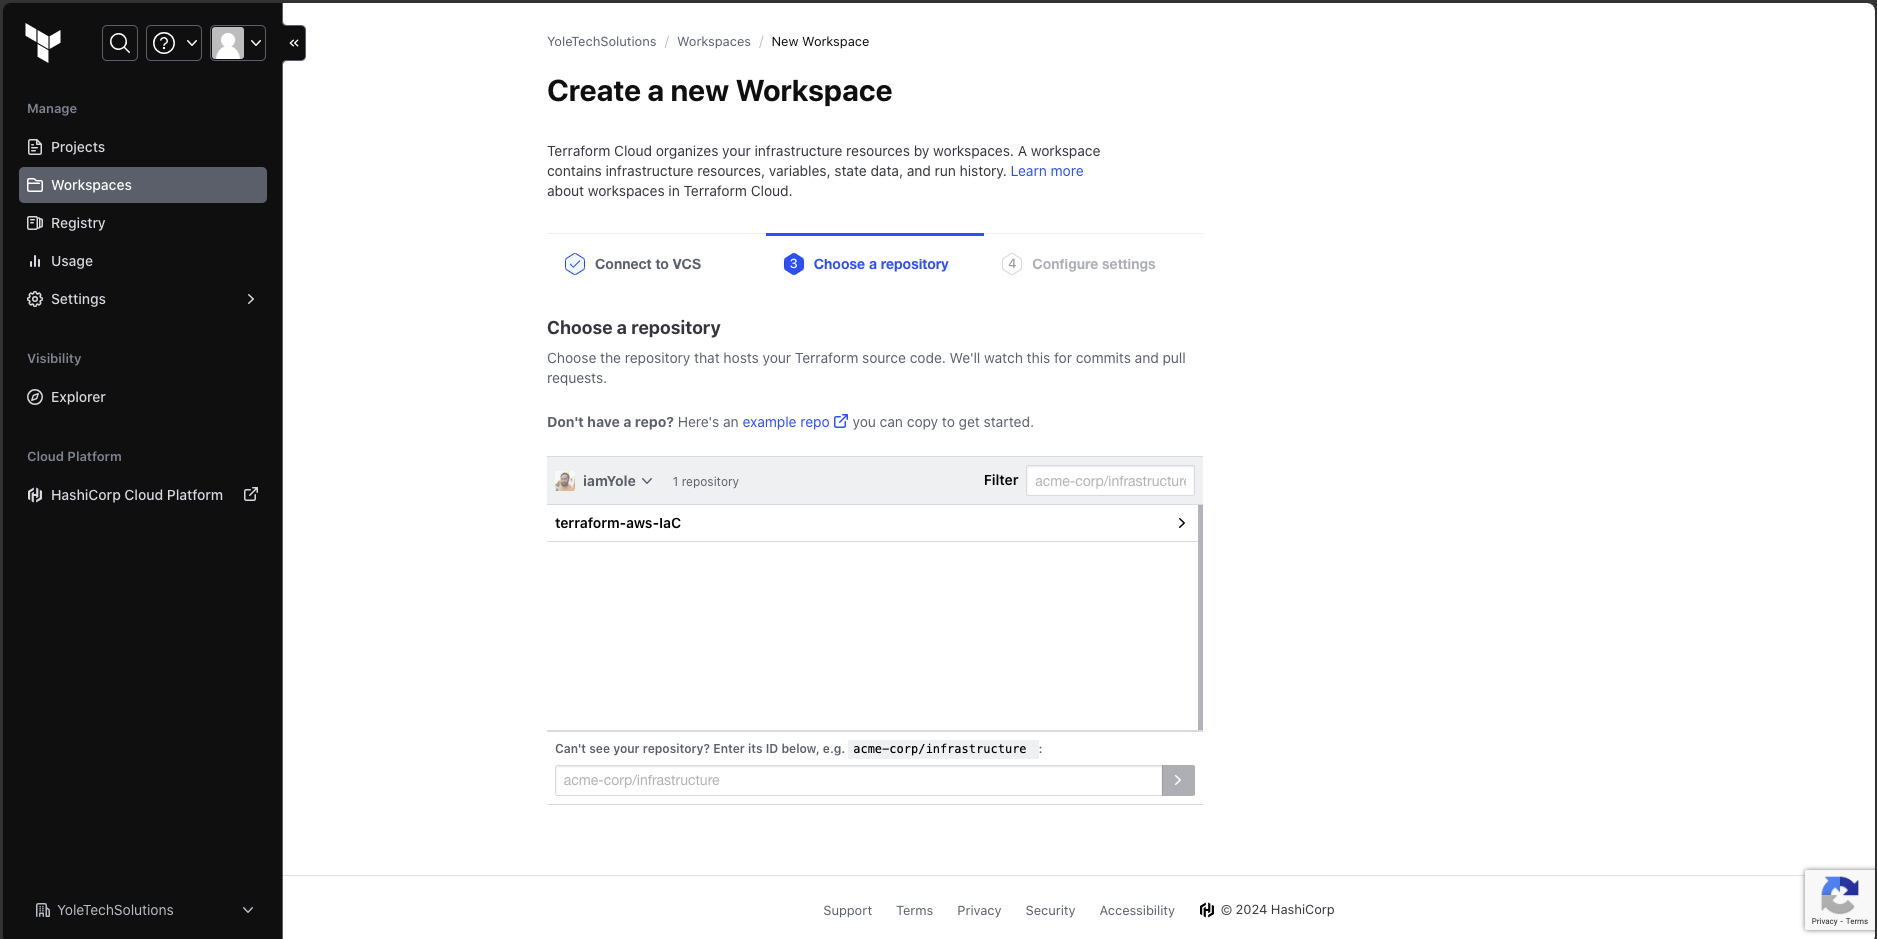 Manage
Projects
Workspaces
Registry
Usage
Settings
Visibility
Explorer
Cloud Platform
HashiCorp Cloud Platform
YoleTechSolutions
YoleTechSolutions / Workspaces / New Workspace
Create a new Workspace
Terraform Cloud organizes your infrastructure resources by workspaces. A workspace
contains infrastructure resources, variables, state data, and run history. Learn more
about workspaces in Terraform Cloud.
Connect to VCS
3 Choose a repository
4 Configure settings
Choose a repository
Choose the repository that hosts your Terraform source code. We'll watch this for commits and pull
requests.
Don't have a repo? Here's an example repo you can copy to get started.
iamYole 1 repository Filter acme-corp/infrastructure
terraform-aws-IaC
Can't see your repository? Enter its ID below, e.g. acme-corp/infrastructure :
acme-corp/infrastructure
Support Terms Privacy Security Accessibility © 2024 HashiCorp
Privacy - Terms